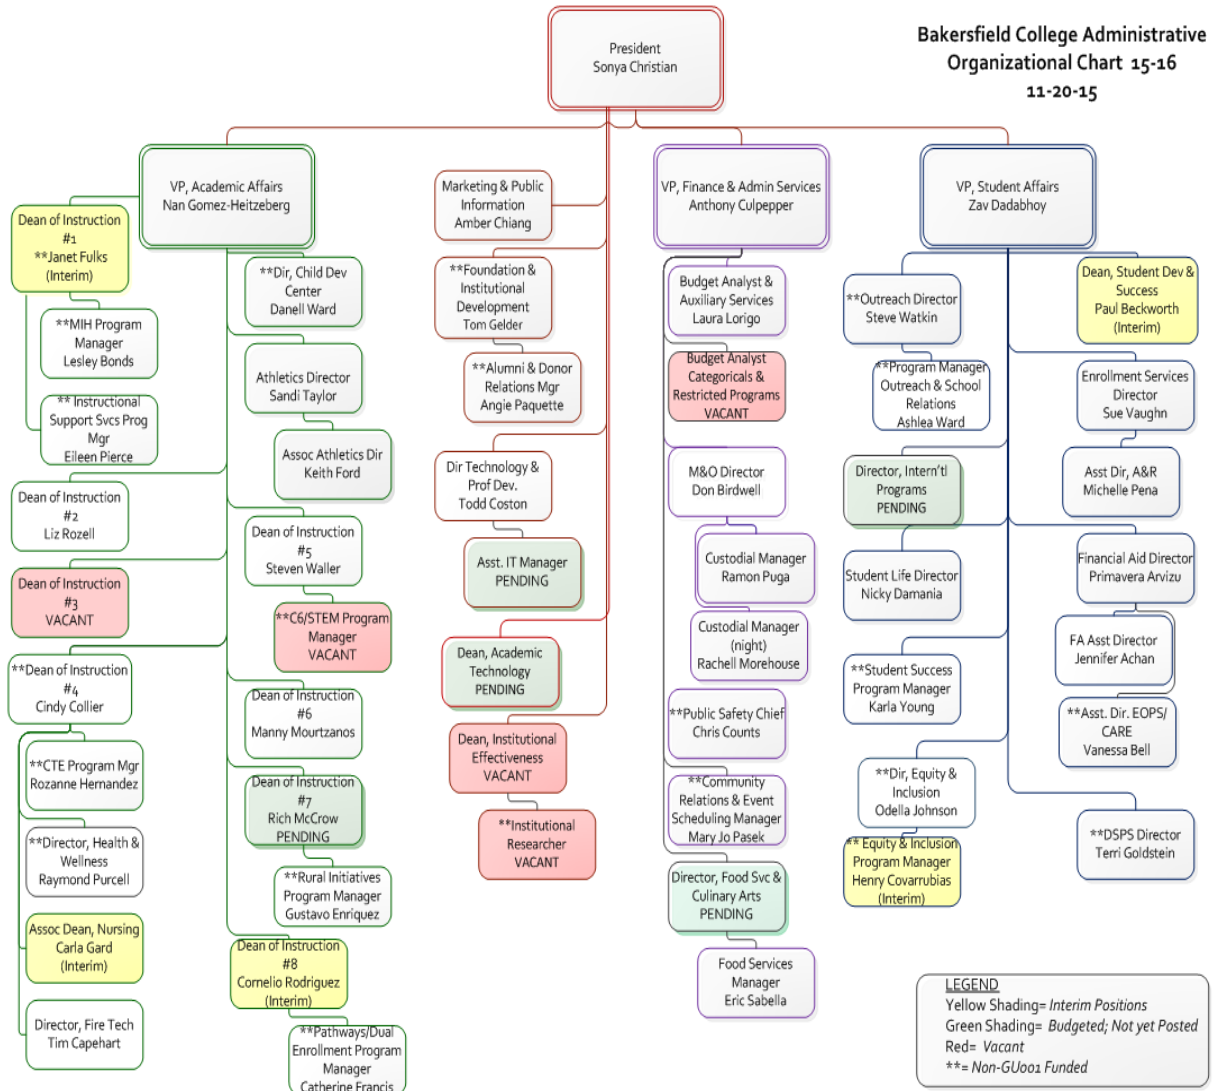 Bakersfield College Administrative
Organizational Chart 15-16
11-20-15
President
Sonya Christian
VP, Academic Affairs
Nan Gomez-Heitzeberg
Dean of Instruction
#1
**Janet Fulks
(Interim)
**MIH Program
Manager
Lesley Bonds
** Instructional
Support Svcs Prog
Mgr
Eileen Pierce
Dean of Instruction
#2
Liz Rozell
Dean of Instruction
#3
VACANT
**Dean of Instruction
#4
Cindy Collier
**CTE Program Mgr
Rozanne Hernandez
**Director, Health &
Wellness
Raymond Purcell
Assoc Dean, Nursing
Carla Gard
(Interim)
Director, Fire Tech
Tim Capehart
**Dir, Child Dev
Center
Danell Ward
Athletics Director
Sandi Taylor
Assoc Athletics Dir
Keith Ford
Dean of Instruction
#5
Steven Waller
**C6/STEM Program
Manager
VACANT
Dean of Instruction
#6
Manny Mourtzanos
Dean of Instruction
#7
Rich McCrow
PENDING
**Rural Initiatives
Program Manager
Gustavo Enriquez
Dean of Instruction
#8
Cornelio Rodriguez
(Interim)
**Pathways/Dual
Enrollment Program
Manager
Catherine Francis
Marketing & Public
Information
Amber Chiang
**Foundation &
Institutional
Development
Tom Gelder
**Alumni & Donor
Relations Mgr
Angie Paquette
Dir Technology &
Prof Dev.
Todd Coston
Asst. IT Manager
PENDING
Dean, Academic
Technology
PENDING
Dean, Institutional
Effectiveness
VACANT
**Institutional
Researcher
VACANT
VP, Finance & Admin Services
Anthony Culpepper
Budget Analyst &
Auxiliary Services
Laura Lorigo
Budget Analyst
Categoricals &
Restricted Programs
VACANT
M&O Director
Don Birdwell
Custodial Manager
Ramon Puga
Custodial Manager
(night)
Rachell Morehouse
**Public Safety Chief
Chris Counts
**Community
Relations & Event
Scheduling Manager
Mary Jo Pasek
Director, Food Svc &
Culinary Arts
PENDING
Food Services
Manager
Eric Sabella
VP, Student Affairs
Zav Dadabhoy
**Outreach Director
Steve Watkin
**Program Manager
Outreach & School
Relations
Ashlea Ward
Director, Intern'tl
Programs
PENDING
Student Life Director
Nicky Damania
**Student Success
Program Manager
Karla Young
**Dir, Equity &
Inclusion
Odella Johnson
** Equity & Inclusion
Program Manager
Henry Covarrubias
(Interim)
Dean, Student Dev &
Success
Paul Beckworth
(Interim)
Enrollment Services
Director
Sue Vaughn
Asst Dir, A&R
Michelle Pena
Financial Aid Director
Primavera Arvizu
FA Asst Director
Jennifer Achan
**Asst. Dir. EOPS/
CARE
Vanessa Bell
**DSPS Director
Terri Goldstein
LEGEND
Yellow Shading= Interim Positions
Green Shading= Budgeted; Not yet Posted
Red= Vacant
**= Non-GU001 Funded